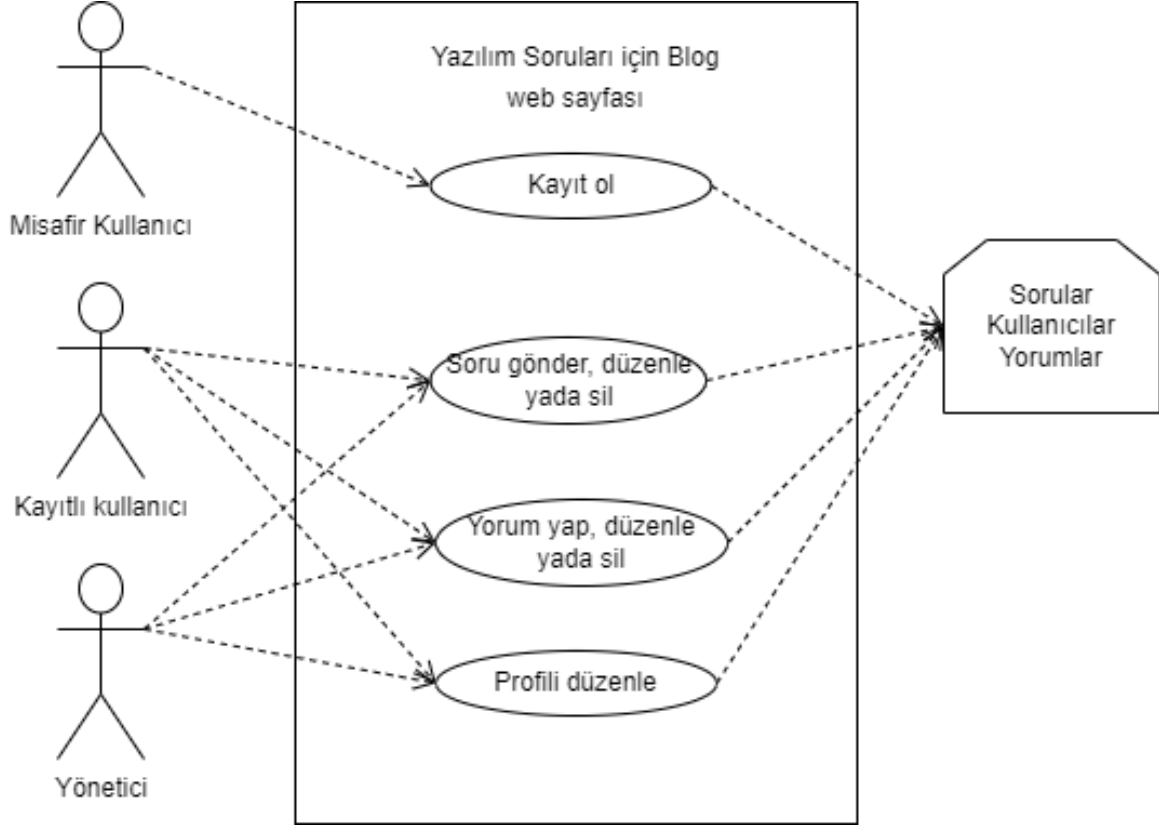 Yazılım Soruları için Blog
web sayfası
Misafir Kullanıcı
Kayıt ol
Kayıtlı kullanıcı
Soru gönder, düzenle
yada sil
Yorum yap, düzenle
yada sil
Yönetici
Profili düzenle
Sorular
Kullanıcılar
Yorumlar